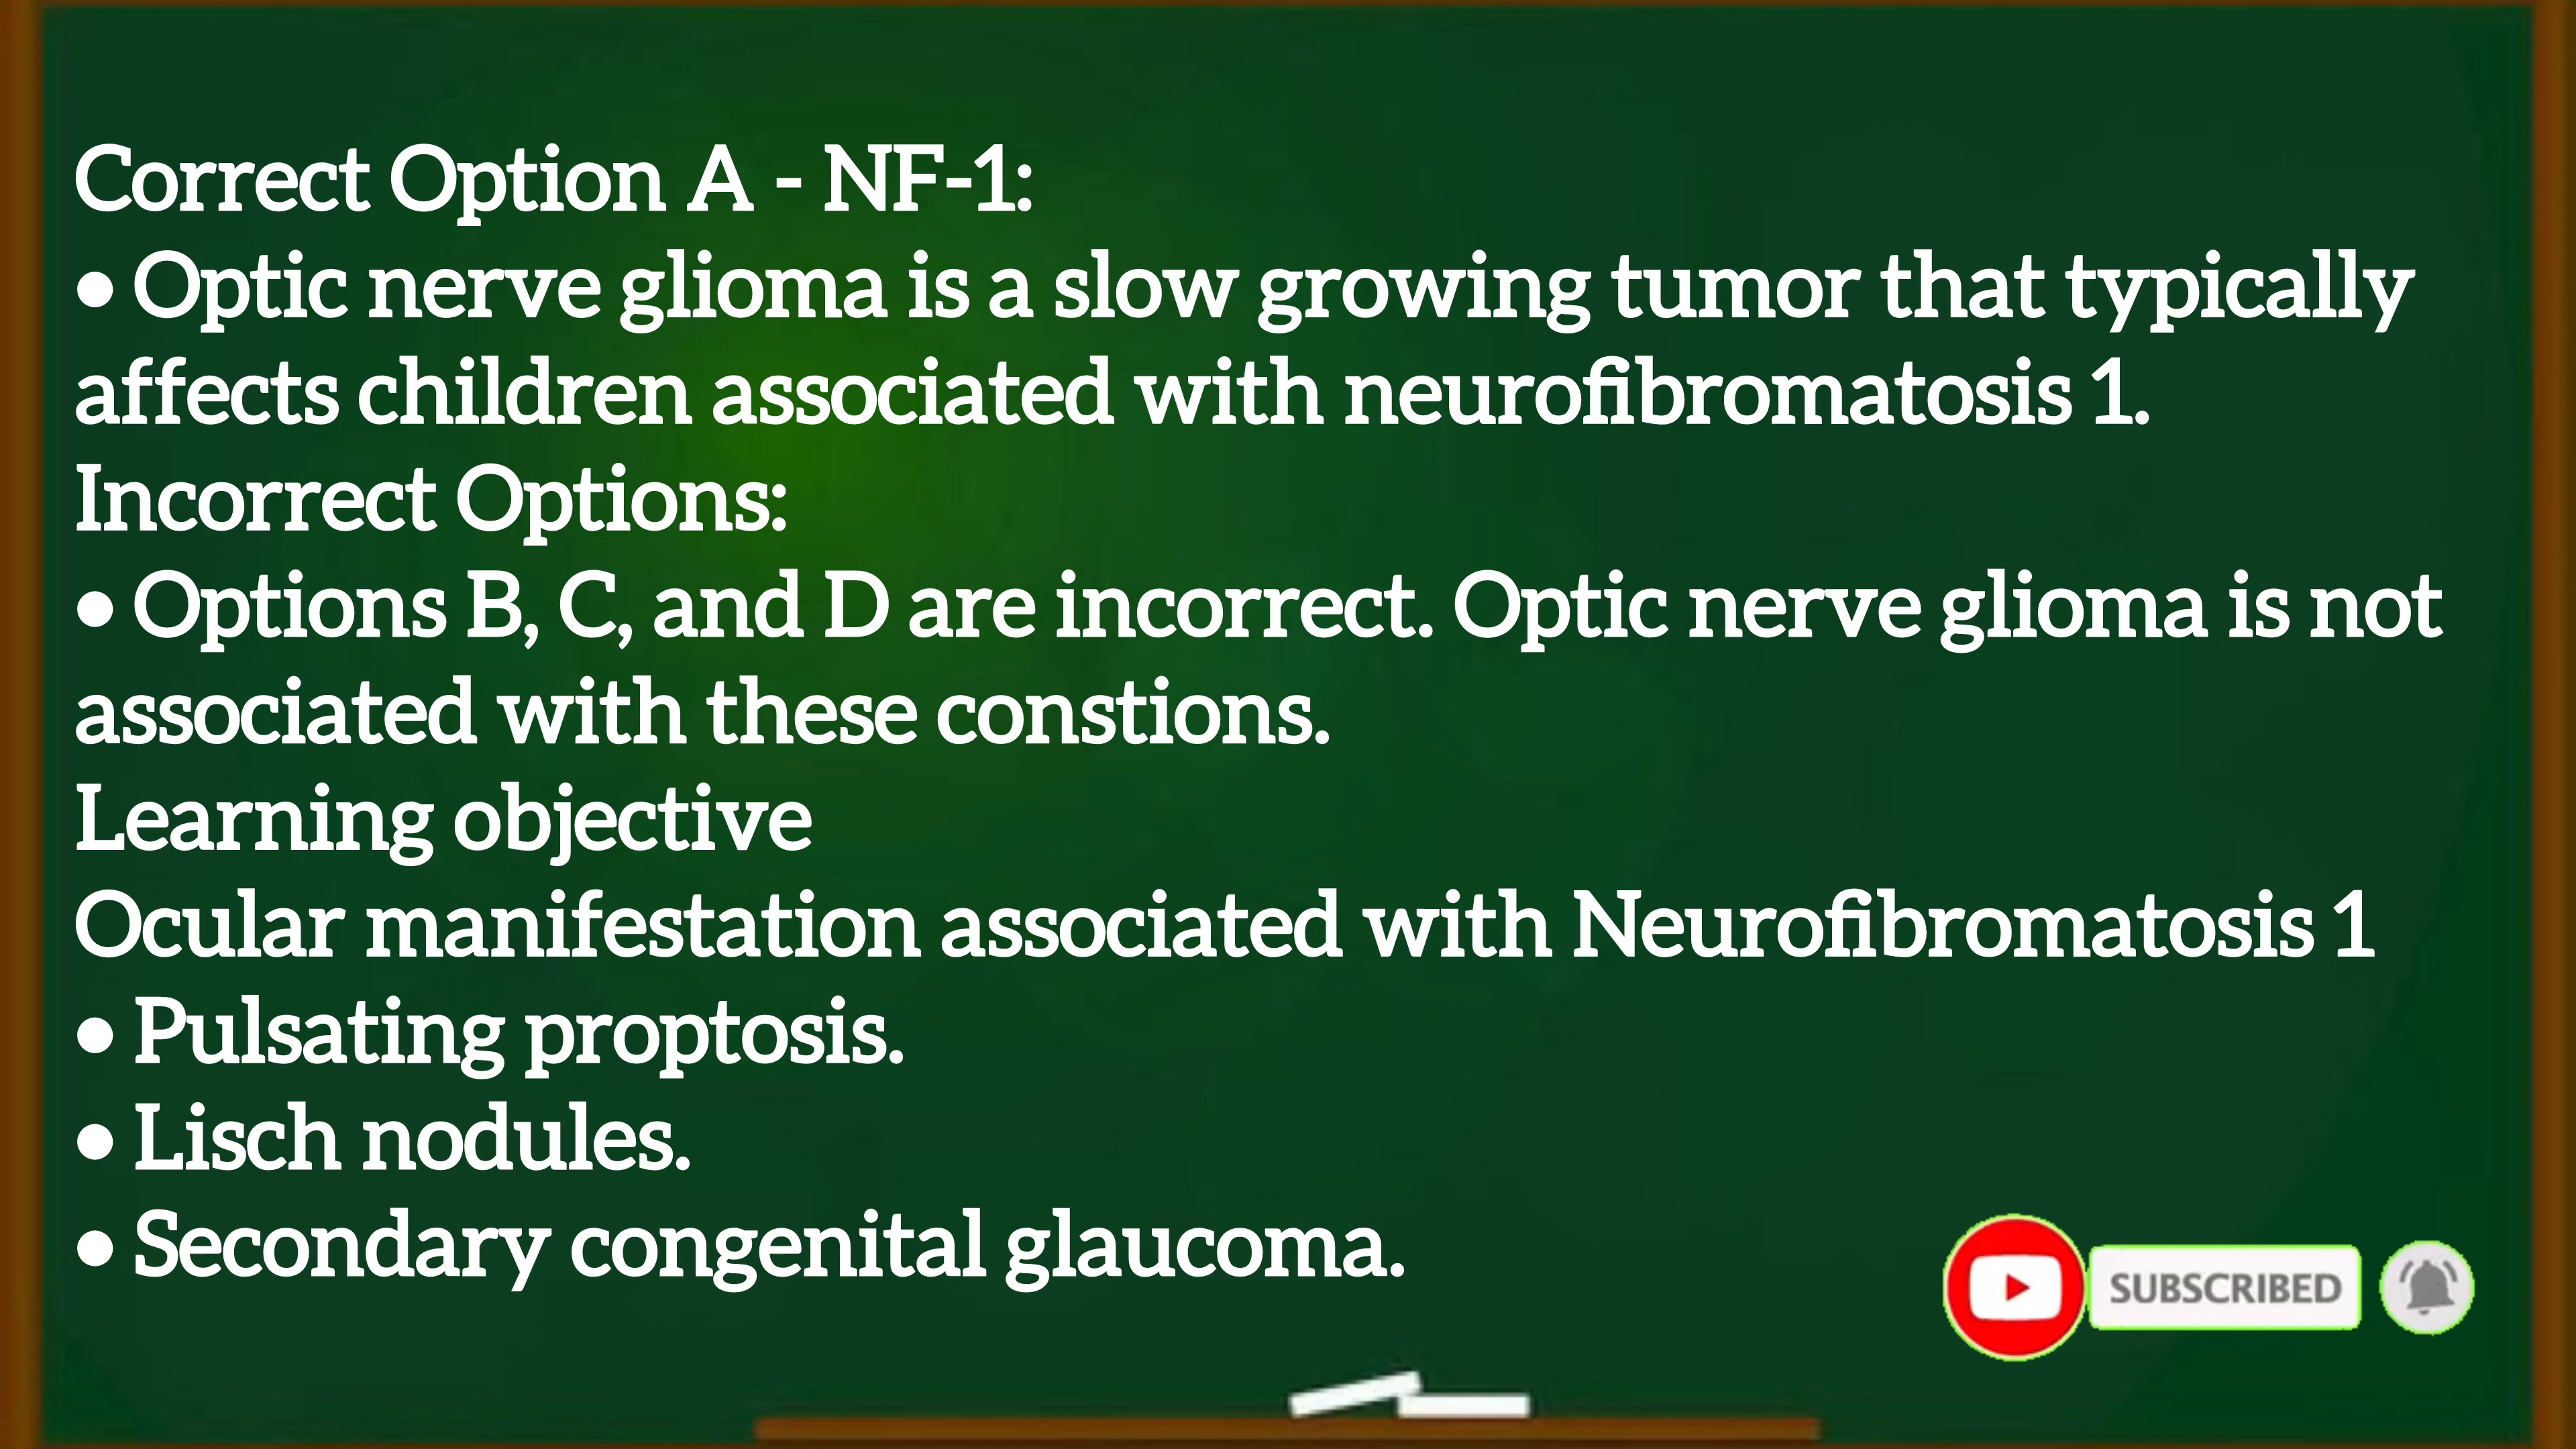 Correct Option A - NF-1:
• Optic nerve glioma is a slow growing tumor that typically
affects children associated with neurofibromatosis 1.
Incorrect Options:
• Options B, C, and D are incorrect. Optic nerve glioma is not
associated with these constions.
Learning objective
Ocular manifestation associated with Neurofibromatosis 1
• Pulsating proptosis.
• Lisch nodules.
• Secondary congenital glaucoma.
SUBSCRIBED